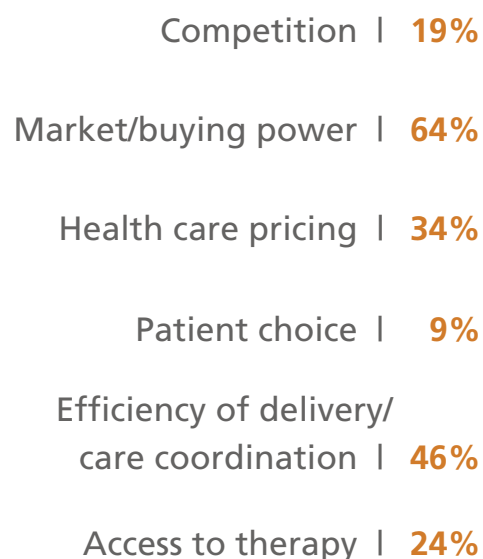 Competition | 19%
Market/buying power | 64%
Health care pricing | 34%
Patient choice | 9%
Efficiency of delivery/
care coordination | 46%
Access to therapy | 24%